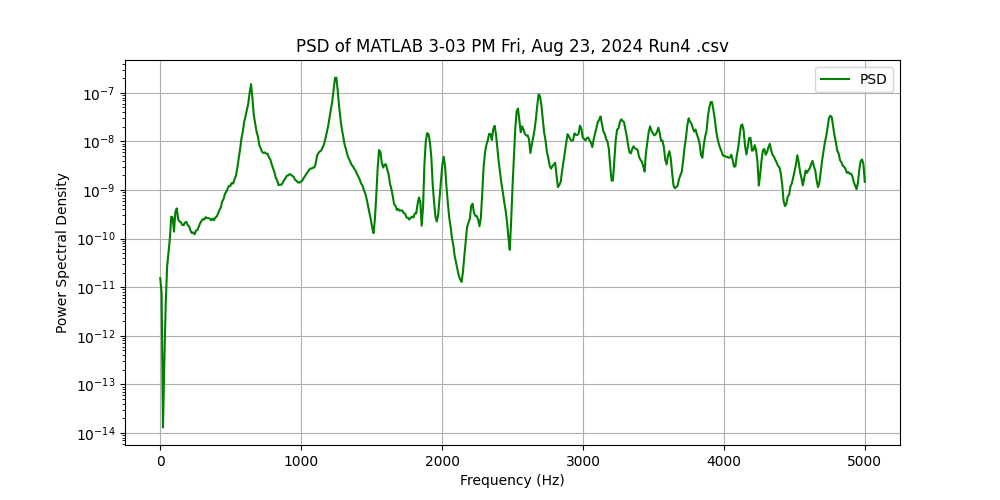 PSD of MATLAB 3-03 PM Fri, Aug 23, 2024 Run4 .csv
PSD
Power Spectral Density
10⁻⁷
10⁻⁸
10⁻⁹
10⁻¹⁰
10⁻¹¹
10⁻¹²
10⁻¹³
10⁻¹⁴
0 1000 2000 3000 4000 5000
Frequency (Hz)